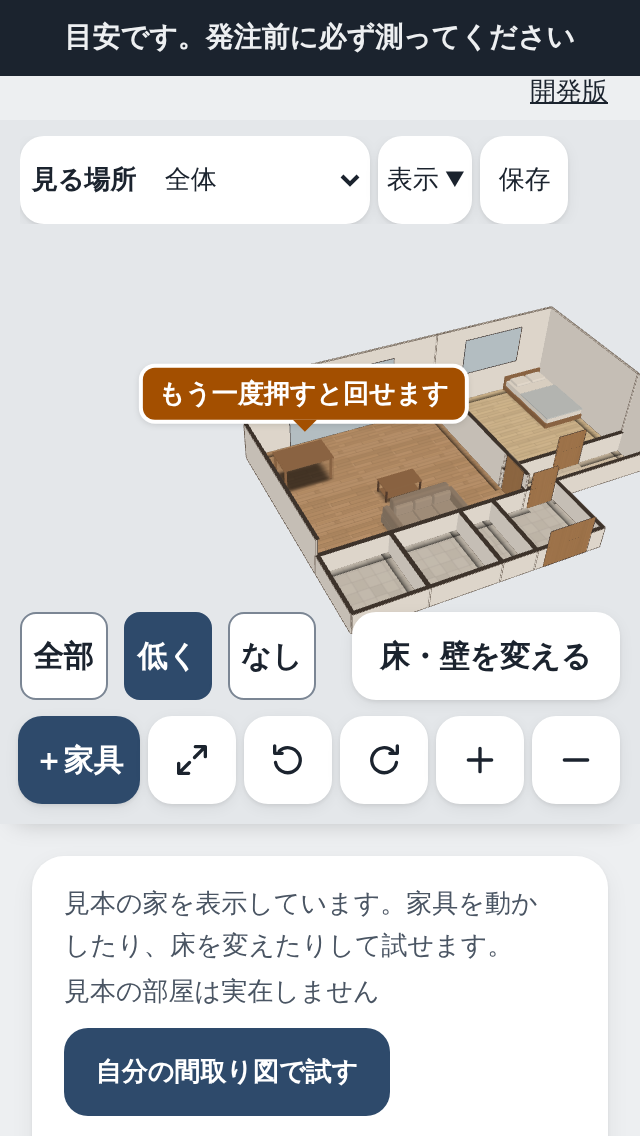 目安です。発注前に必ず測ってください
開発版
見る場所 全体 表示 ▼ 保存
もう一度押すと回せます
全部 低く なし 床・壁を変える
＋家具
見本の家を表示しています。家具を動か
したり、床を変えたりして試せます。
見本の部屋は実在しません
自分の間取り図で試す